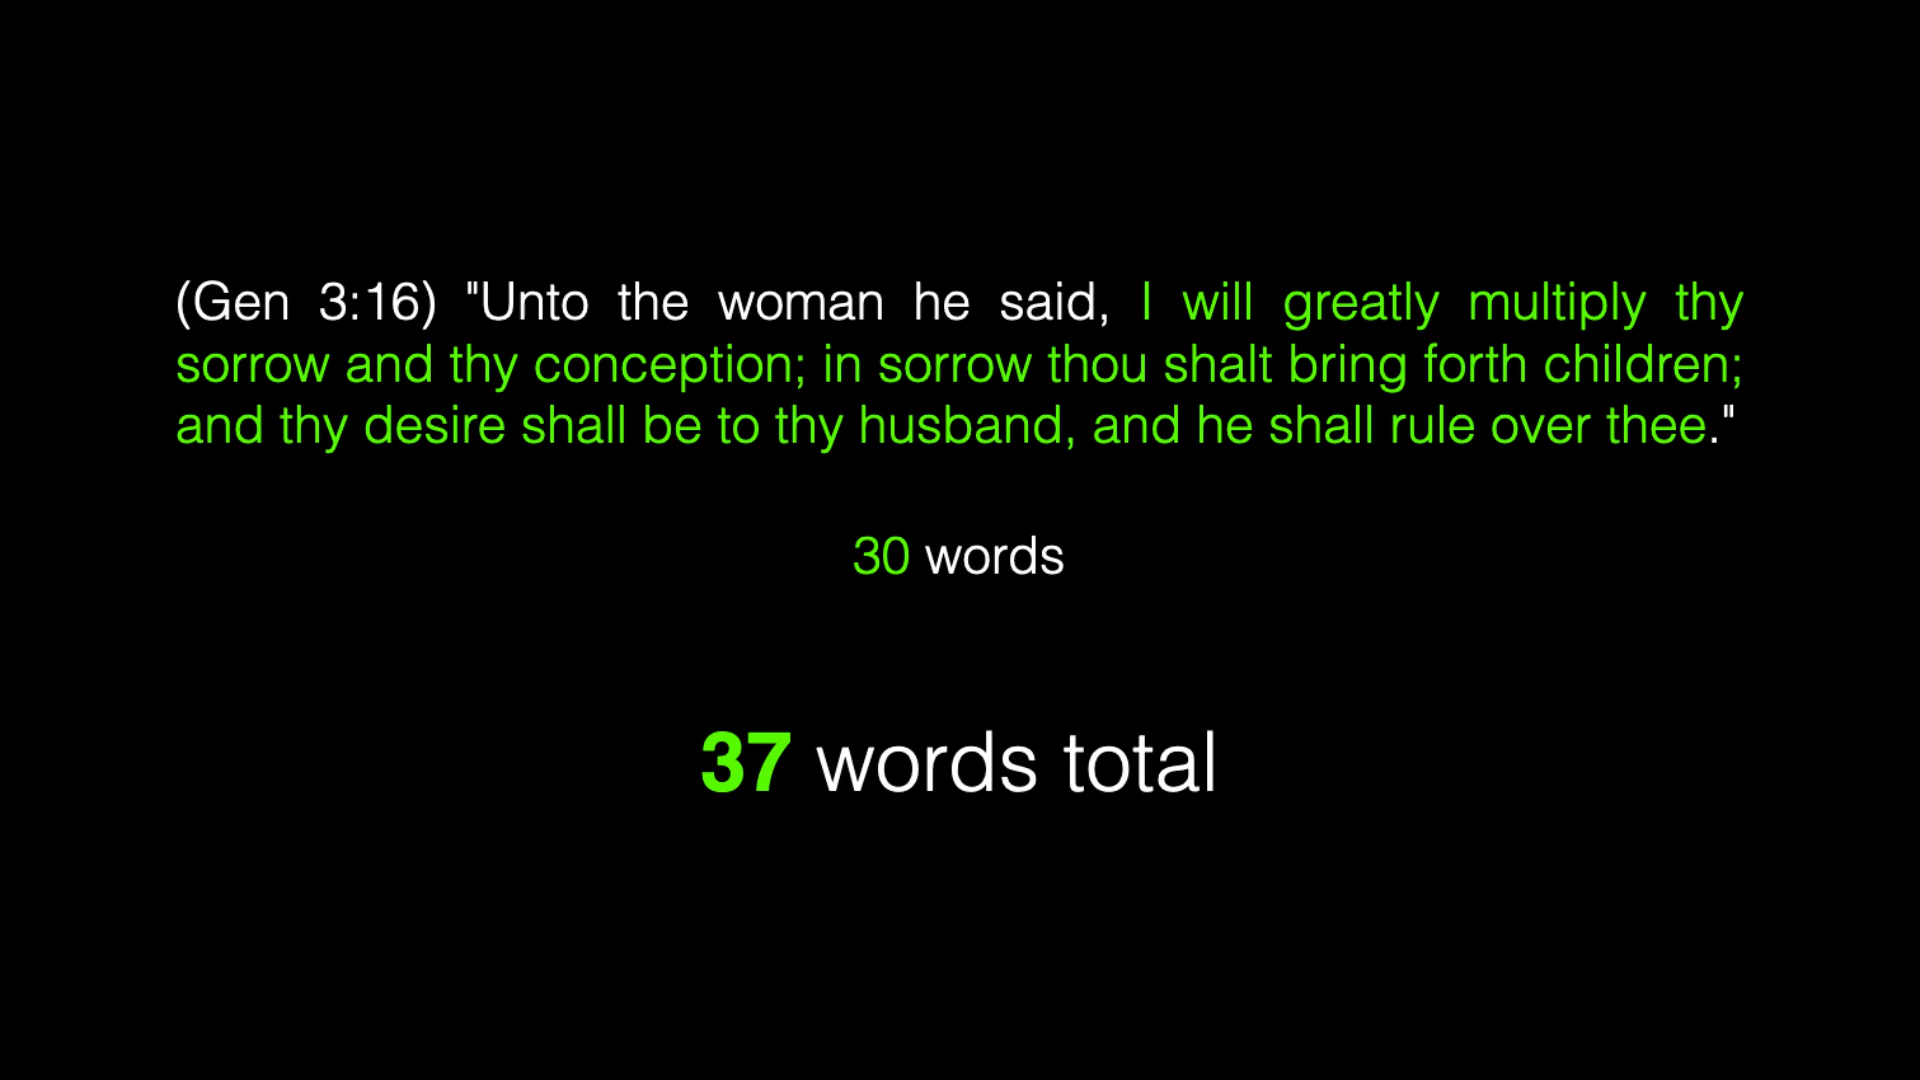 (Gen 3:16) "Unto the woman he said, I will greatly multiply thy
sorrow and thy conception; in sorrow thou shalt bring forth children;
and thy desire shall be to thy husband, and he shall rule over thee."
30 words
37 words total